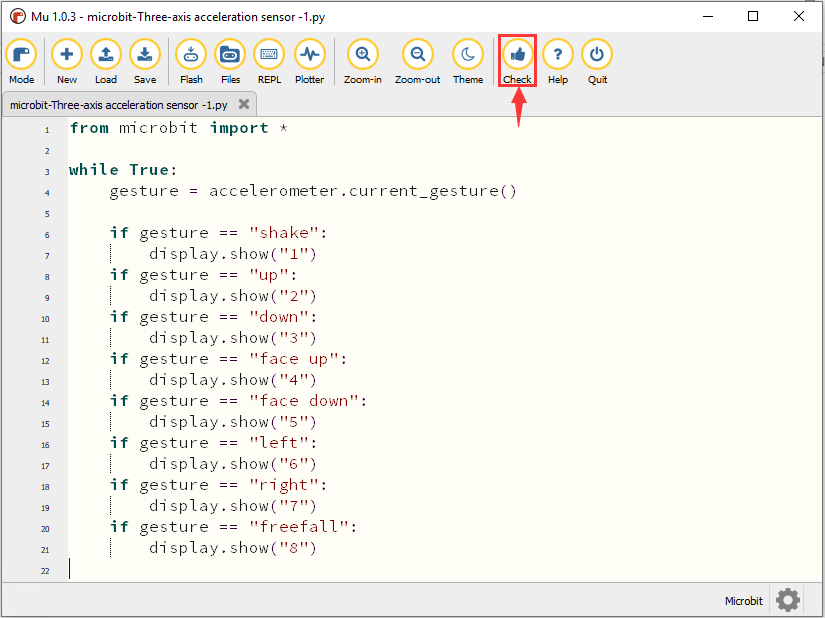 Mu 1.0.3 - microbit-Three-axis acceleration sensor -1.py
Mode New Load Save Flash Files REPL Plotter Zoom-in Zoom-out Theme Check Help Quit
microbit-Three-axis acceleration sensor -1.py
1 from microbit import *
2
3 while True:
4 gesture = accelerometer.current_gesture()
5
6 if gesture == "shake":
7 display.show("1")
8 if gesture == "up":
9 display.show("2")
10 if gesture == "down":
11 display.show("3")
12 if gesture == "face up":
13 display.show("4")
14 if gesture == "face down":
15 display.show("5")
16 if gesture == "left":
17 display.show("6")
18 if gesture == "right":
19 display.show("7")
20 if gesture == "freefall":
21 display.show("8")
22
Microbit